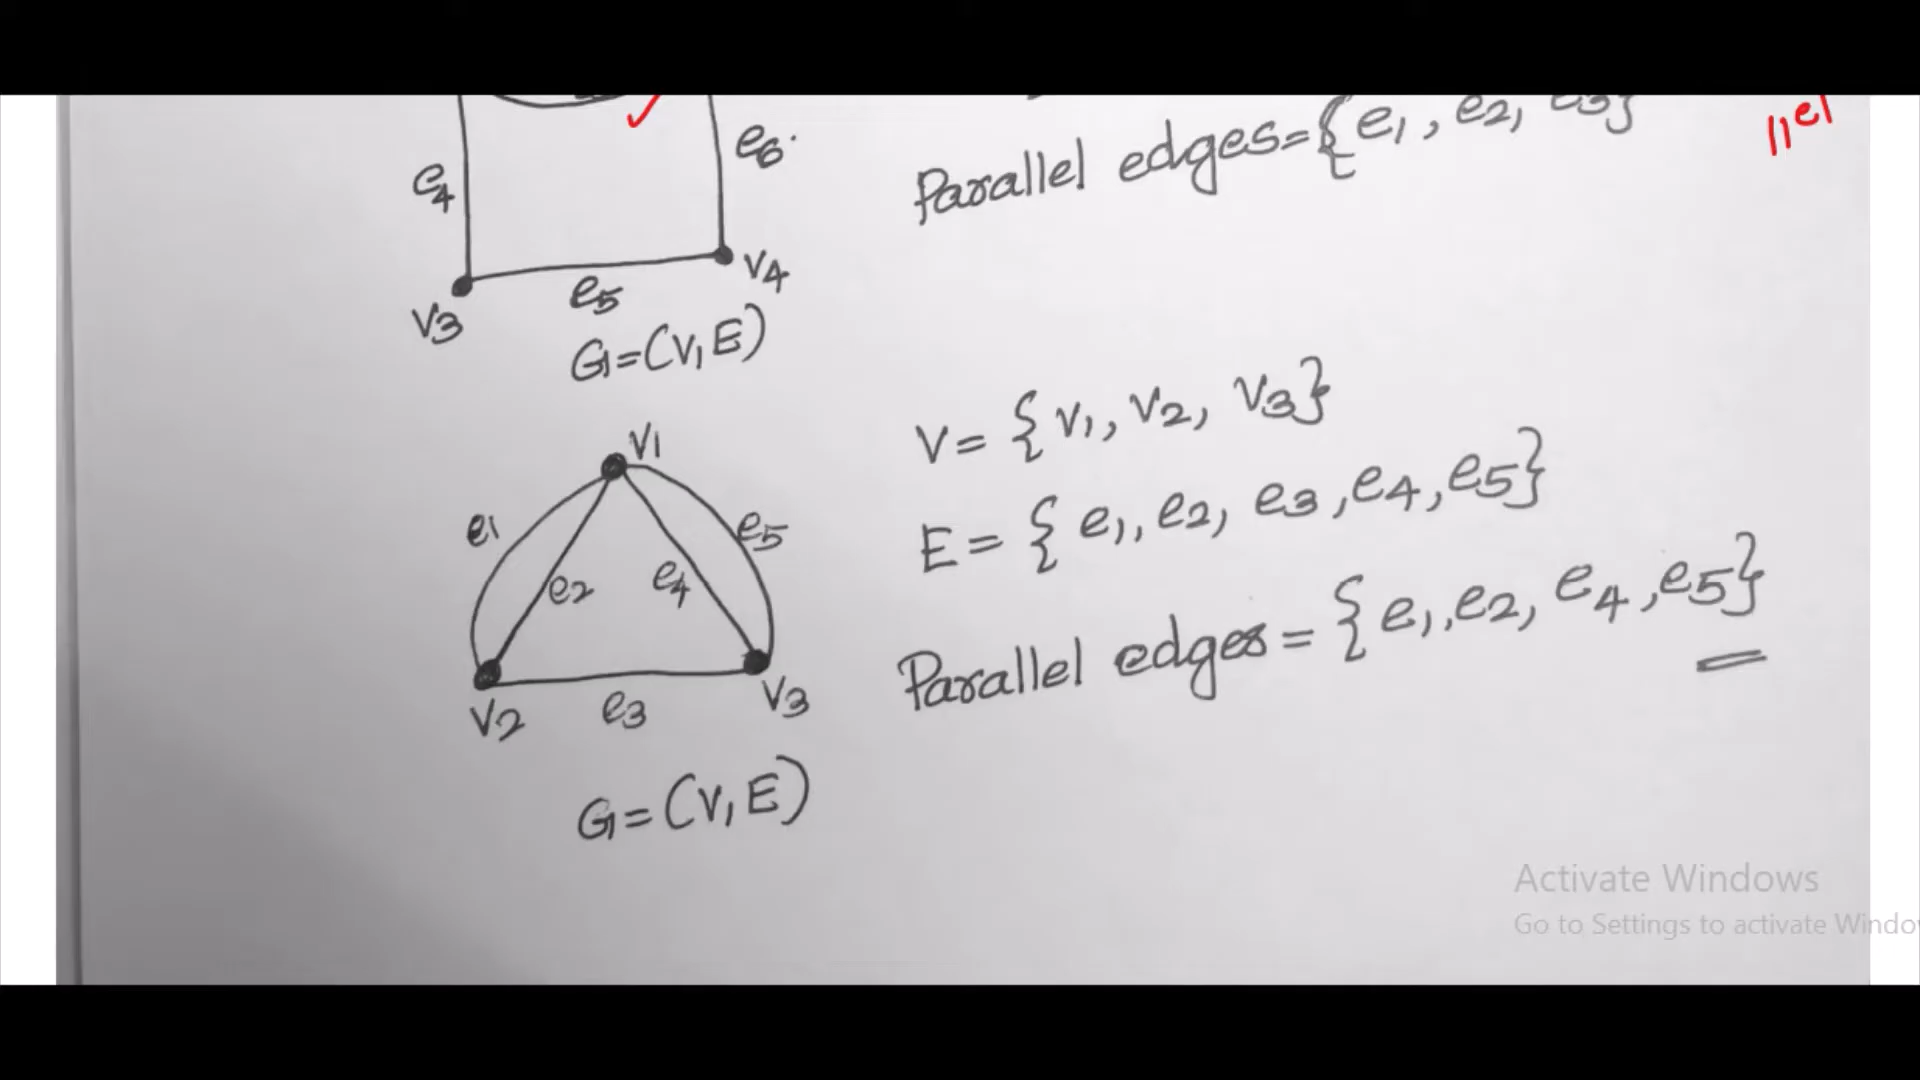 e4
e6.
Parallel edges={e1, e2, e3}
||el
V3
e5
V4
G=(V,E)
V1
V= {V1, V2, V3}
e1
e5
E= { e1, e2, e3, e4, e5}
e2
e4
Parallel edges= {e1, e2, e4, e5}
V2
e3
V3
G=(V,E)
Activate Windows
Go to Settings to activate Windo